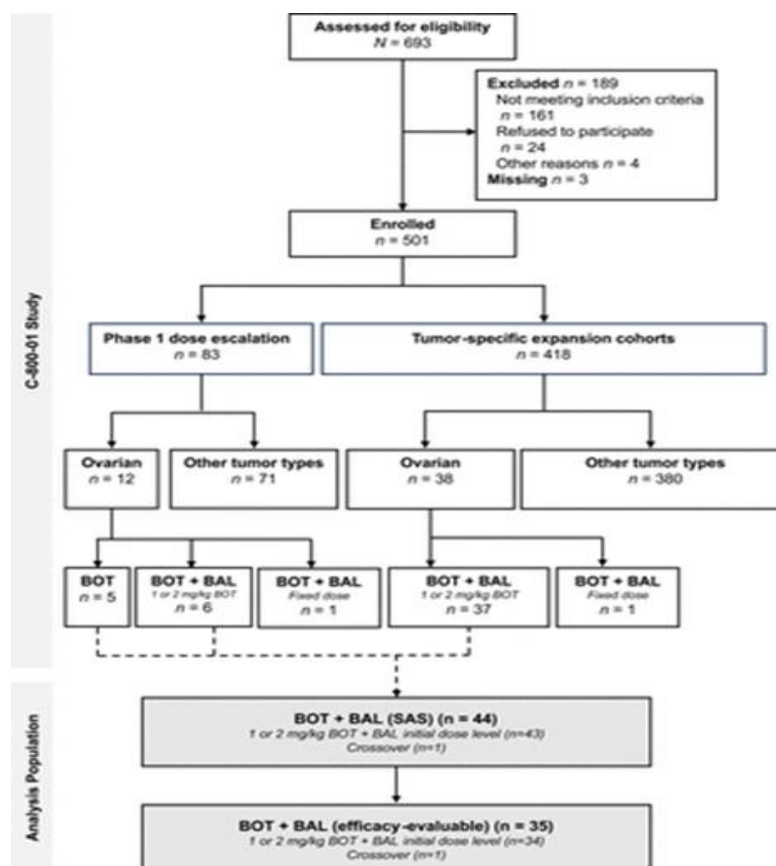 Assessed for eligibility
N = 693
Excluded n = 189
Not meeting inclusion criteria
n = 161
Refused to participate
n = 24
Other reasons n = 4
Missing n = 3
Enrolled
n = 501
C-800-01 Study
Phase 1 dose escalation
n = 83
Tumor-specific expansion cohorts
n = 418
Ovarian
n = 12
Other tumor types
n = 71
Ovarian
n = 38
Other tumor types
n = 380
BOT
n = 5
BOT + BAL
1 or 2 mg/kg BOT
n = 6
BOT + BAL
Fixed dose
n = 1
BOT + BAL
1 or 2 mg/kg BOT
n = 37
BOT + BAL
Fixed dose
n = 1
Analysis Population
BOT + BAL (SAS) (n = 44)
1 or 2 mg/kg BOT + BAL initial dose level (n=43)
Crossover (n=1)
BOT + BAL (efficacy-evaluable) (n = 35)
1 or 2 mg/kg BOT + BAL initial dose level (n=34)
Crossover (n=1)